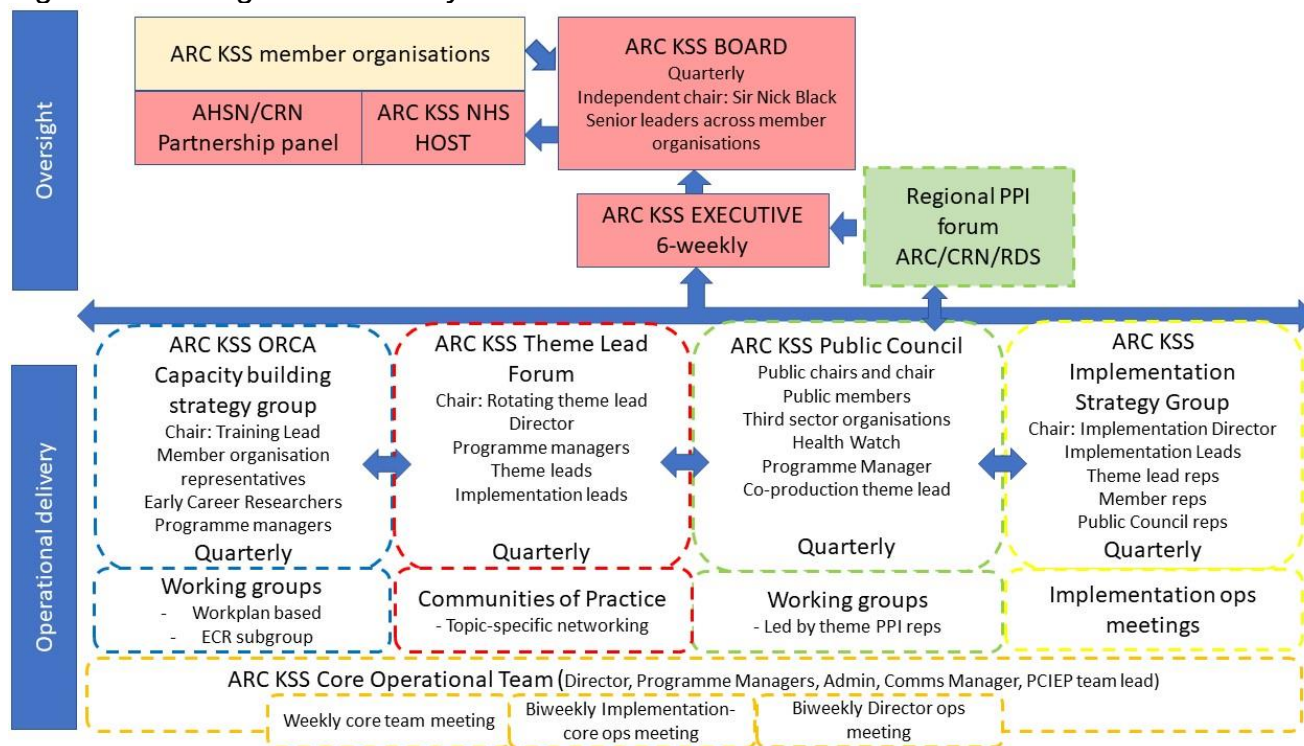 Oversight
ARC KSS member organisations
AHSN/CRN
Partnership panel
ARC KSS NHS
HOST
ARC KSS BOARD
Quarterly
Independent chair: Sir Nick Black
Senior leaders across member
organisations
ARC KSS EXECUTIVE
6-weekly
Regional PPI
forum
ARC/CRN/RDS
Operational delivery
ARC KSS ORCA
Capacity building
strategy group
Chair: Training Lead
Member organisation
representatives
Early Career Researchers
Programme managers
Quarterly
Working groups
- Workplan based
- ECR subgroup
ARC KSS Theme Lead
Forum
Chair: Rotating theme lead
Director
Programme managers
Theme leads
Implementation leads
Quarterly
Communities of Practice
- Topic-specific networking
ARC KSS Public Council
Public chairs and chair
Public members
Third sector organisations
Health Watch
Programme Manager
Co-production theme lead
Quarterly
Working groups
- Led by theme PPI reps
ARC KSS
Implementation
Strategy Group
Chair: Implementation Director
Implementation Leads
Theme lead reps
Member reps
Public Council reps
Quarterly
Implementation ops
meetings
ARC KSS Core Operational Team (Director, Programme Managers, Admin, Comms Manager, PCIEP team lead)
Weekly core team meeting
Biweekly Implementation-
core ops meeting
Biweekly Director ops
meeting